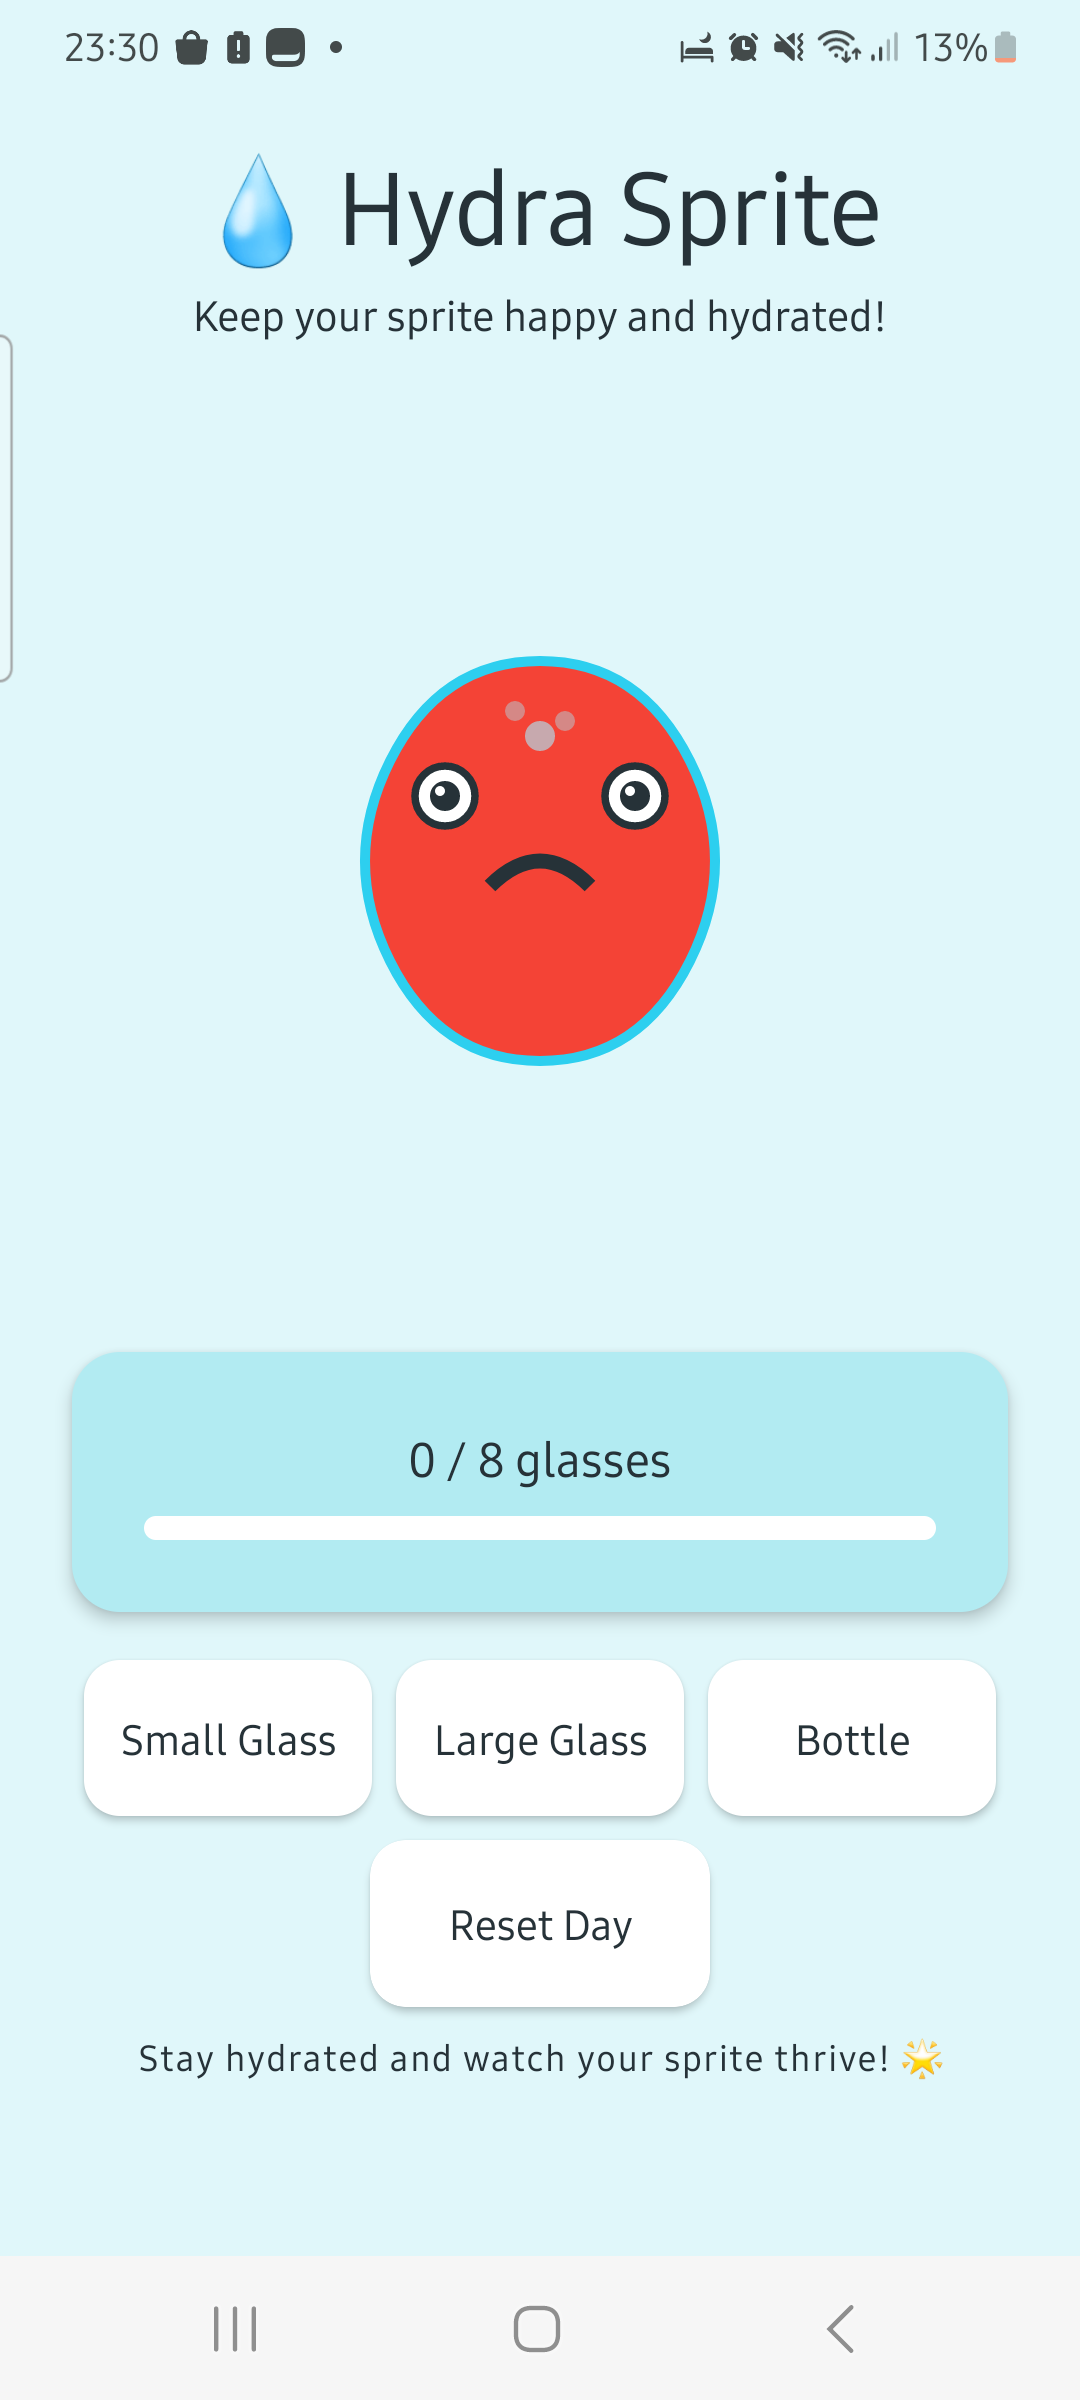 23:30 13%
💧 Hydra Sprite
Keep your sprite happy and hydrated!
0 / 8 glasses
Small Glass Large Glass Bottle
Reset Day
Stay hydrated and watch your sprite thrive! 🌟